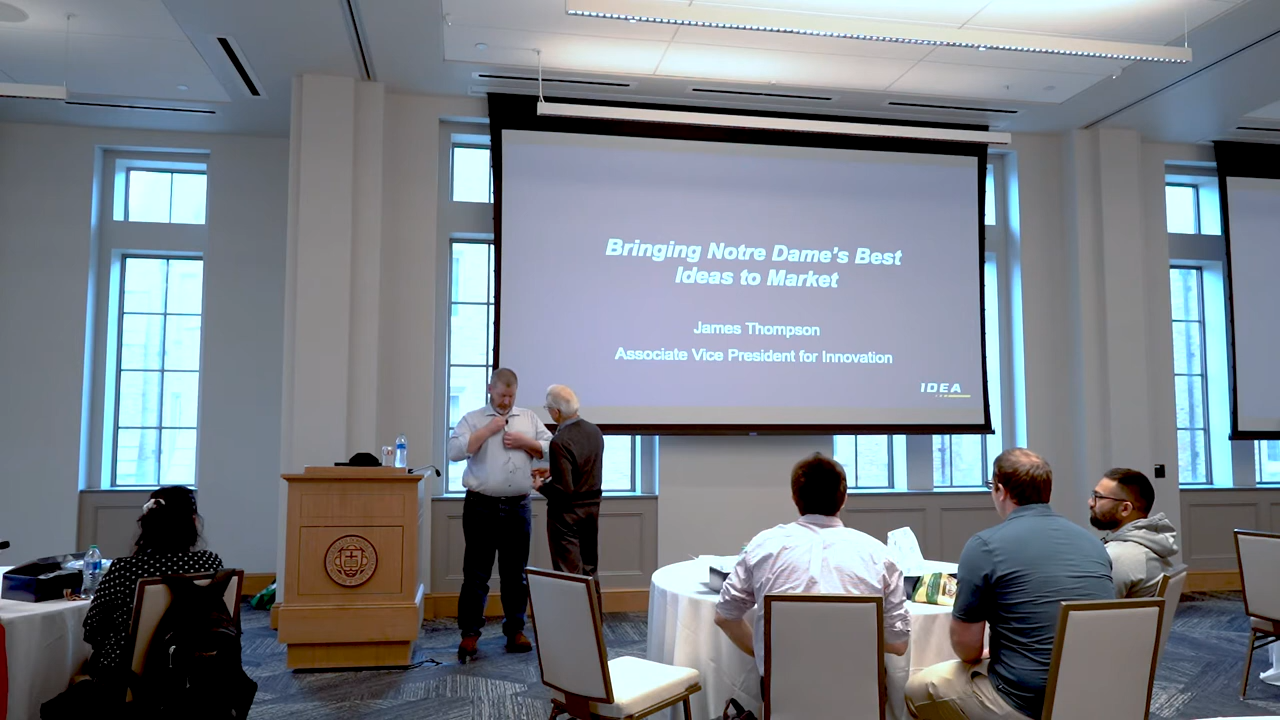 Bringing Notre Dame's Best
Ideas to Market
James Thompson
Associate Vice President for Innovation
IDEA